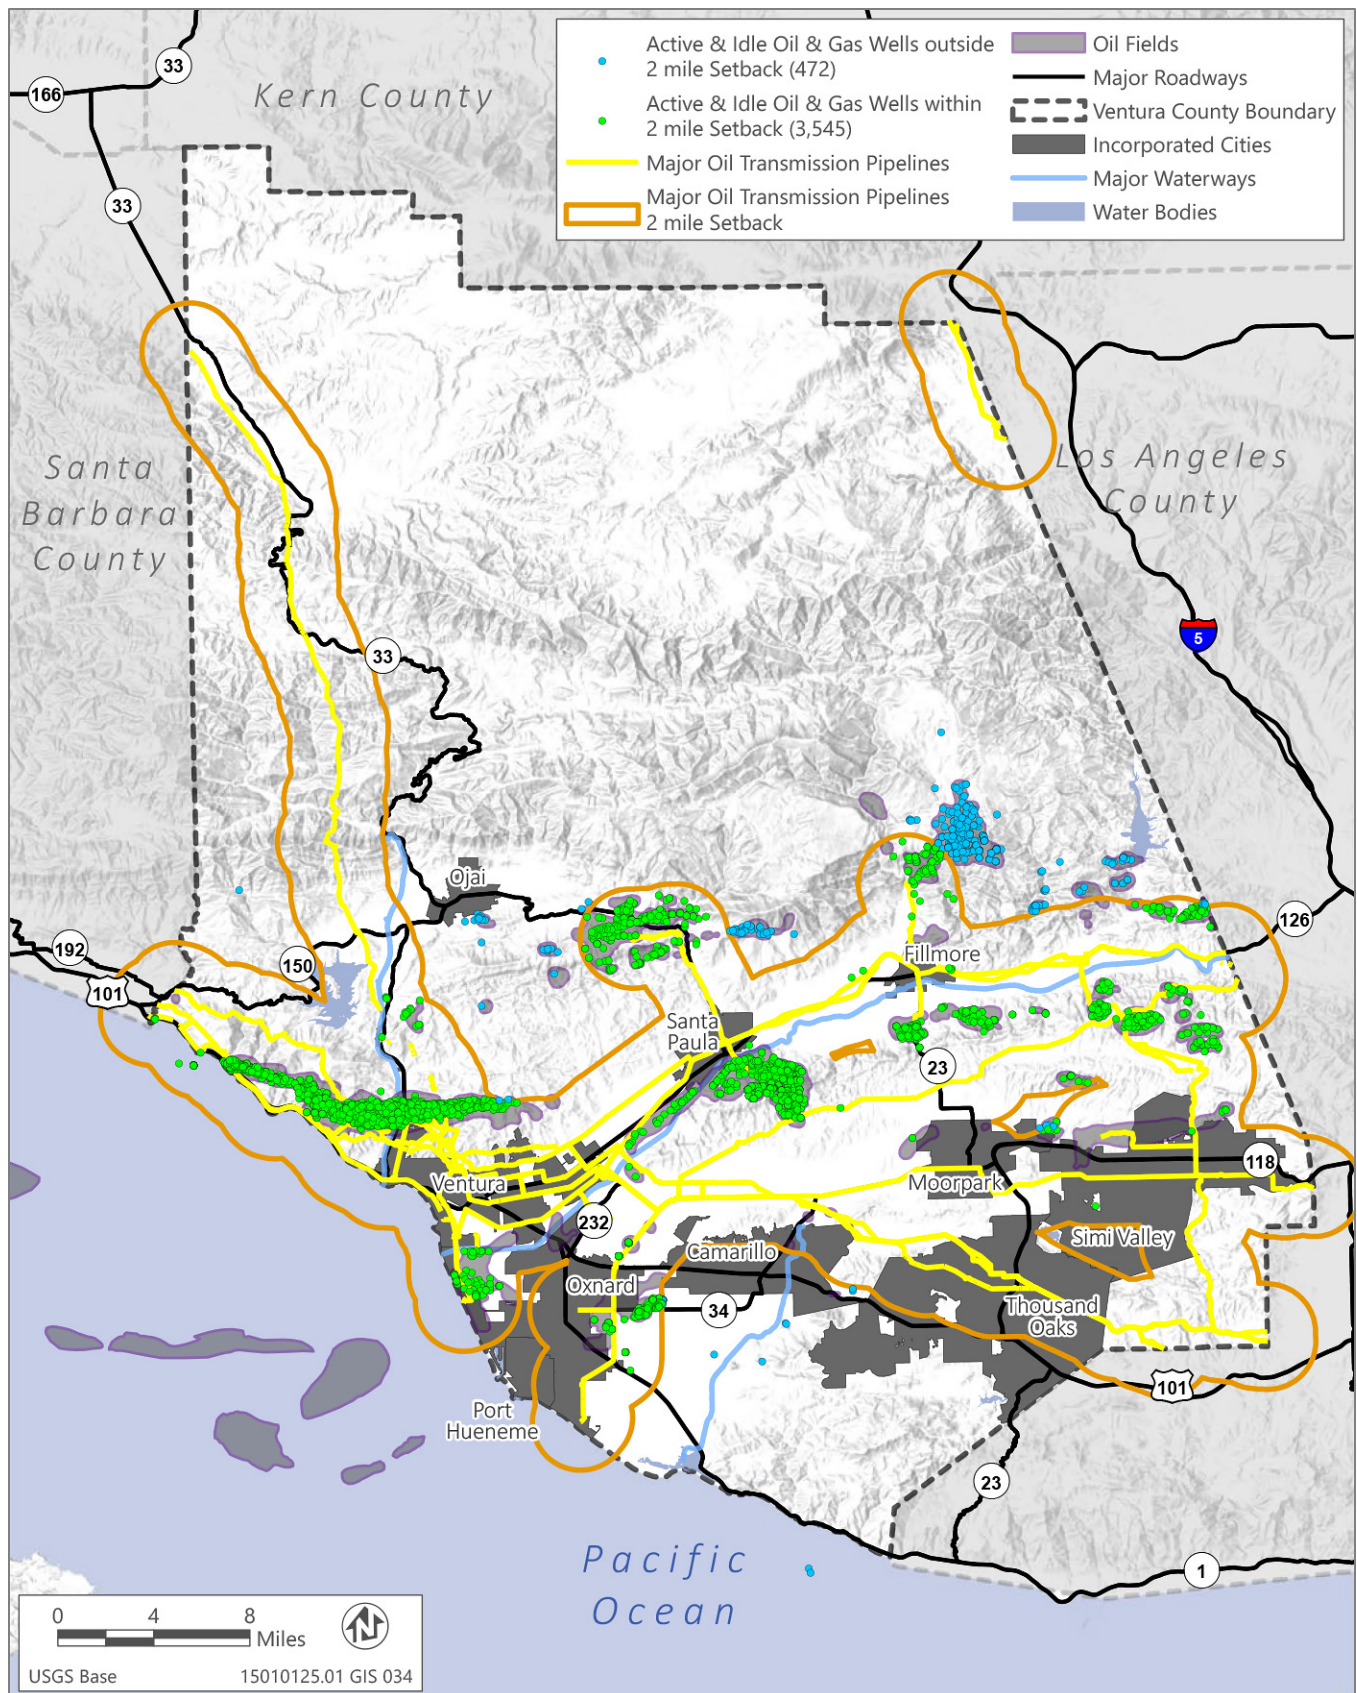 Active & Idle Oil & Gas Wells outside
2 mile Setback (472)
Active & Idle Oil & Gas Wells within
2 mile Setback (3,545)
Major Oil Transmission Pipelines
Major Oil Transmission Pipelines
2 mile Setback
Oil Fields
Major Roadways
Ventura County Boundary
Incorporated Cities
Major Waterways
Water Bodies
33
166
Kern County
33
Santa
Barbara
County
Los Angeles
County
5
33
Ojai
126
192
150
101
Fillmore
Santa
Paula
23
118
Ventura
Moorpark
232
Simi Valley
Camarillo
Oxnard
34
Thousand
Oaks
101
Port
Hueneme
23
Pacific
Ocean
1
0 4 8
Miles
N
USGS Base 15010125.01 GIS 034